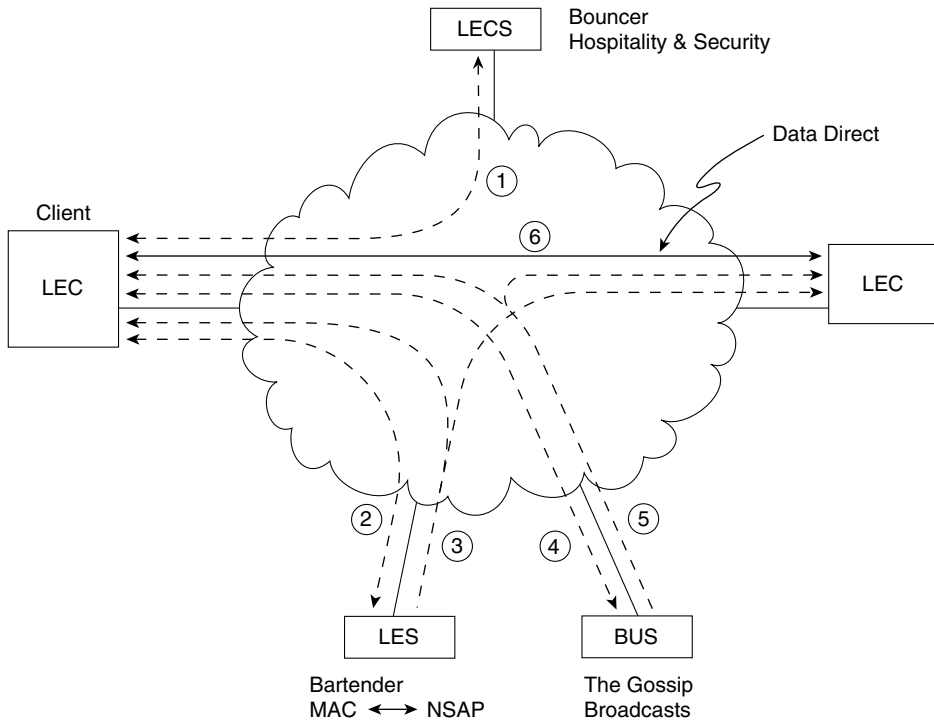 LECS
Bouncer
Hospitality & Security
Data Direct
1
Client
6
LEC
LEC
2
3
4
5
LES
BUS
Bartender
MAC NSAP
The Gossip
Broadcasts